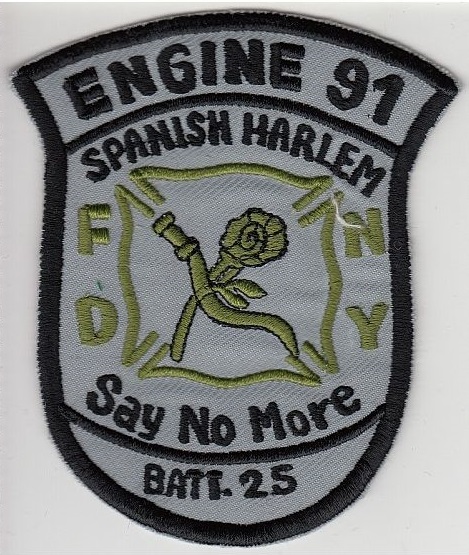 ENGINE 91
SPANISH HARLEM
F N
D Y
Say No More
BATT. 25